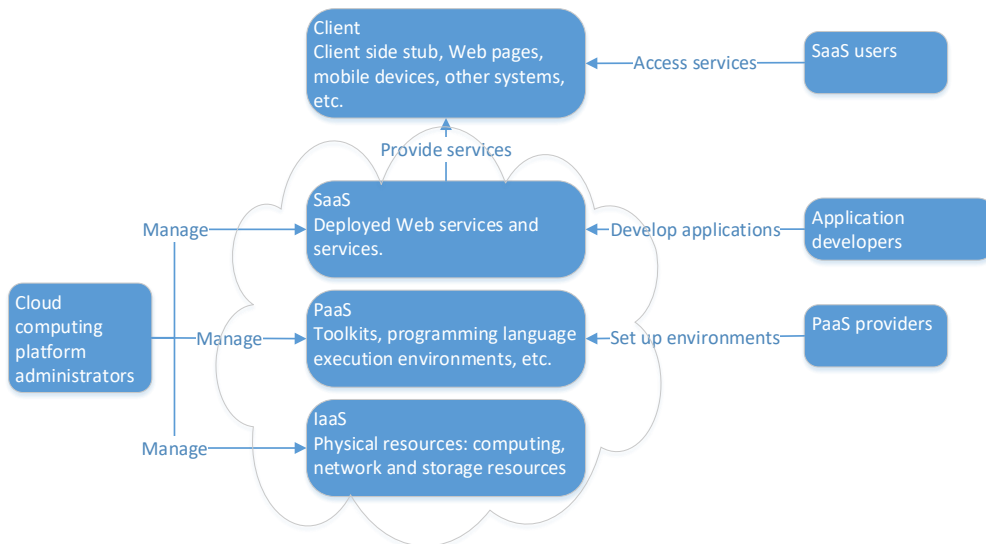 Client
Client side stub, Web pages,
mobile devices, other systems,
etc.
Access services
SaaS users
Provide services
SaaS
Deployed Web services and
services.
Manage
Develop applications
Application
developers
Cloud
computing
platform
administrators
Manage
PaaS
Toolkits, programming language
execution environments, etc.
Set up environments
PaaS providers
Manage
IaaS
Physical resources: computing,
network and storage resources